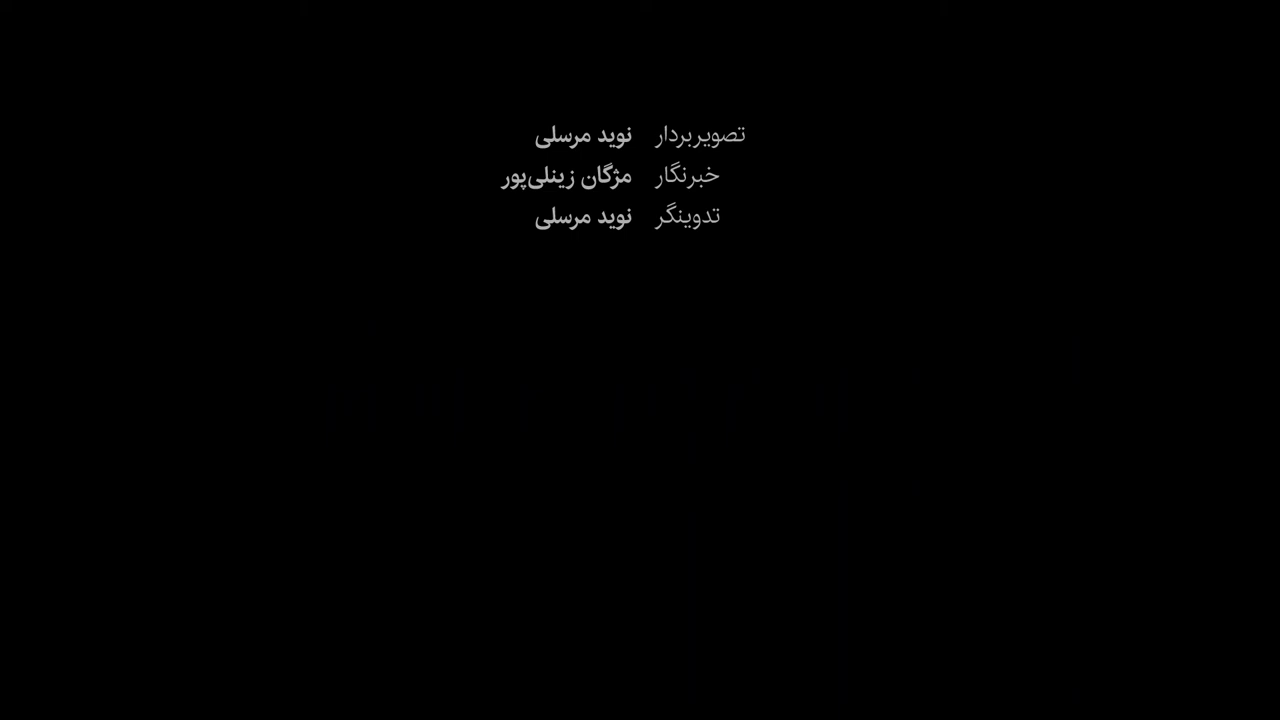 تصویربردار نوید مرسلی
خبرنگار مژگان زینلی‌پور
تدوینگر نوید مرسلی